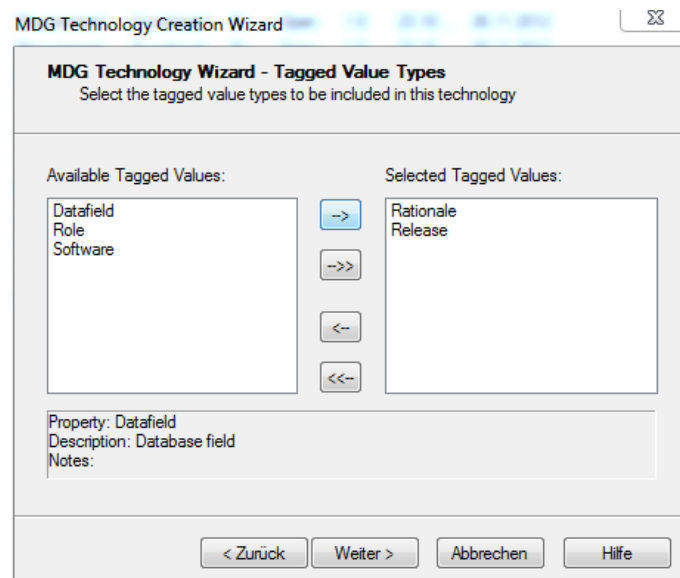 MDG Technology Creation Wizard
MDG Technology Wizard - Tagged Value Types
Select the tagged value types to be included in this technology
Available Tagged Values:
Selected Tagged Values:
Datafield
Role
Software
-->
-->>
<--
<<--
Rationale
Release
Property: Datafield
Description: Database field
Notes:
< Zurück
Weiter >
Abbrechen
Hilfe